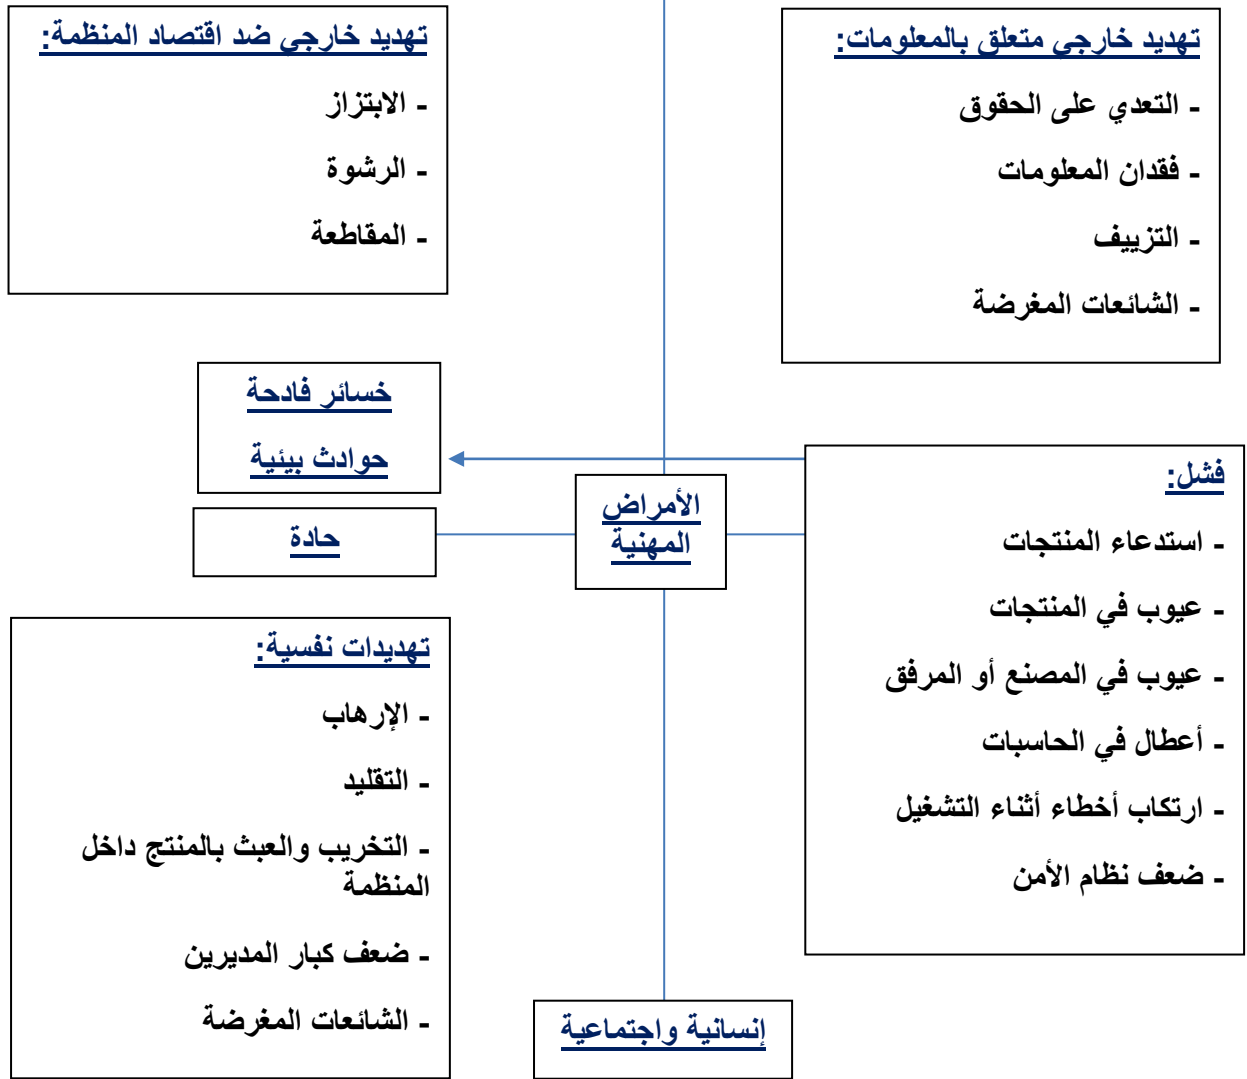 تهديد خارجي متعلق بالمعلومات:
- التعدي على الحقوق
- فقدان المعلومات
- التزييف
- الشائعات المغرضة
تهديد خارجي ضد اقتصاد المنظمة:
- الابتزاز
- الرشوة
- المقاطعة
خسائر فادحة
حوادث بيئية
فشل:
- استدعاء المنتجات
- عيوب في المنتجات
- عيوب في المصنع أو المرفق
- أعطال في الحاسبات
- ارتكاب أخطاء أثناء التشغيل
- ضعف نظام الأمن
الأمراض
المهنية
حادة
تهديدات نفسية:
- الإرهاب
- التقليد
- التخريب والعبث بالمنتج داخل
المنظمة
- ضعف كبار المديرين
- الشائعات المغرضة
إنسانية واجتماعية